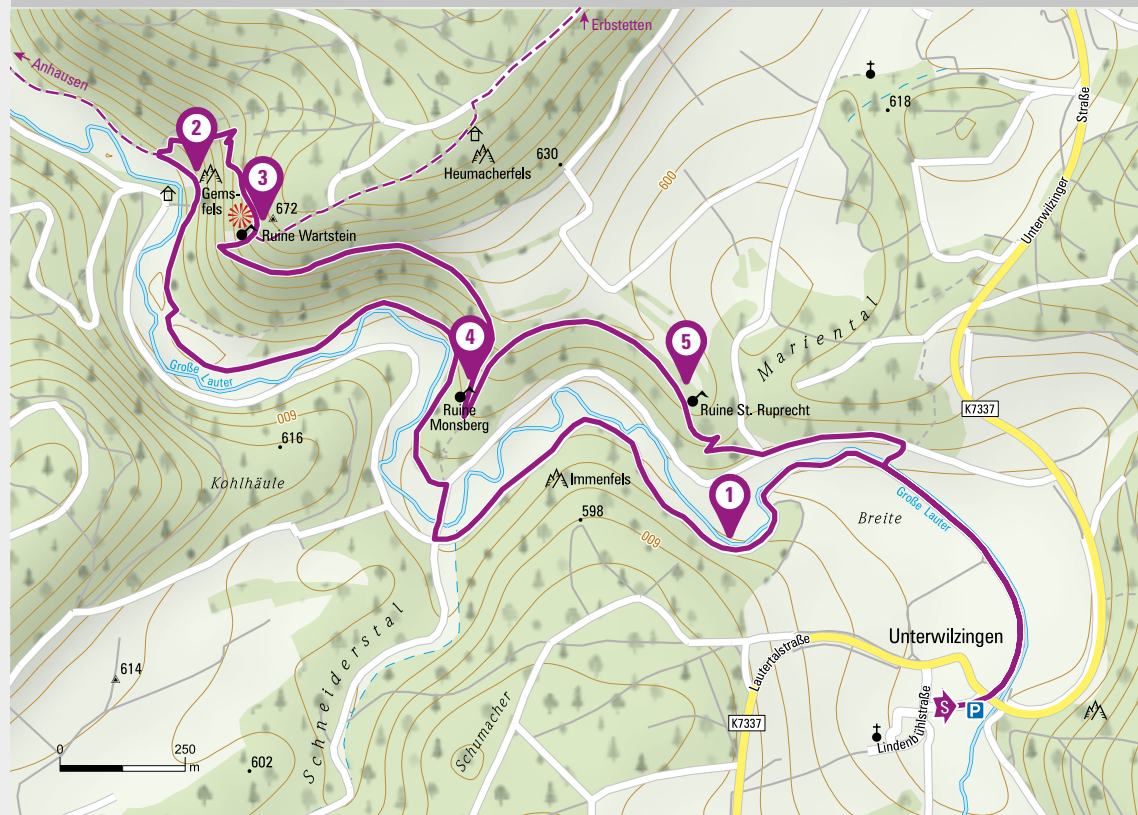 Erbstetten
Anhausen
Straße
618
2
Heumacherfels
630
600
3
Gems-
fels
672
Ruine Wartstein
Unterwilzinger
Mariental
4
5
Große Lauter
K7337
Ruine
Monsberg
Ruine St. Ruprecht
600
616
Kohlhäule
Immenfels
1
Große Lauter
598
600
Breite
Schneiderstal
Unterwilzingen
614
Lautertalstraße
Schumacher
Lindenbühlstraße
S
P
K7337
0
250
m
602